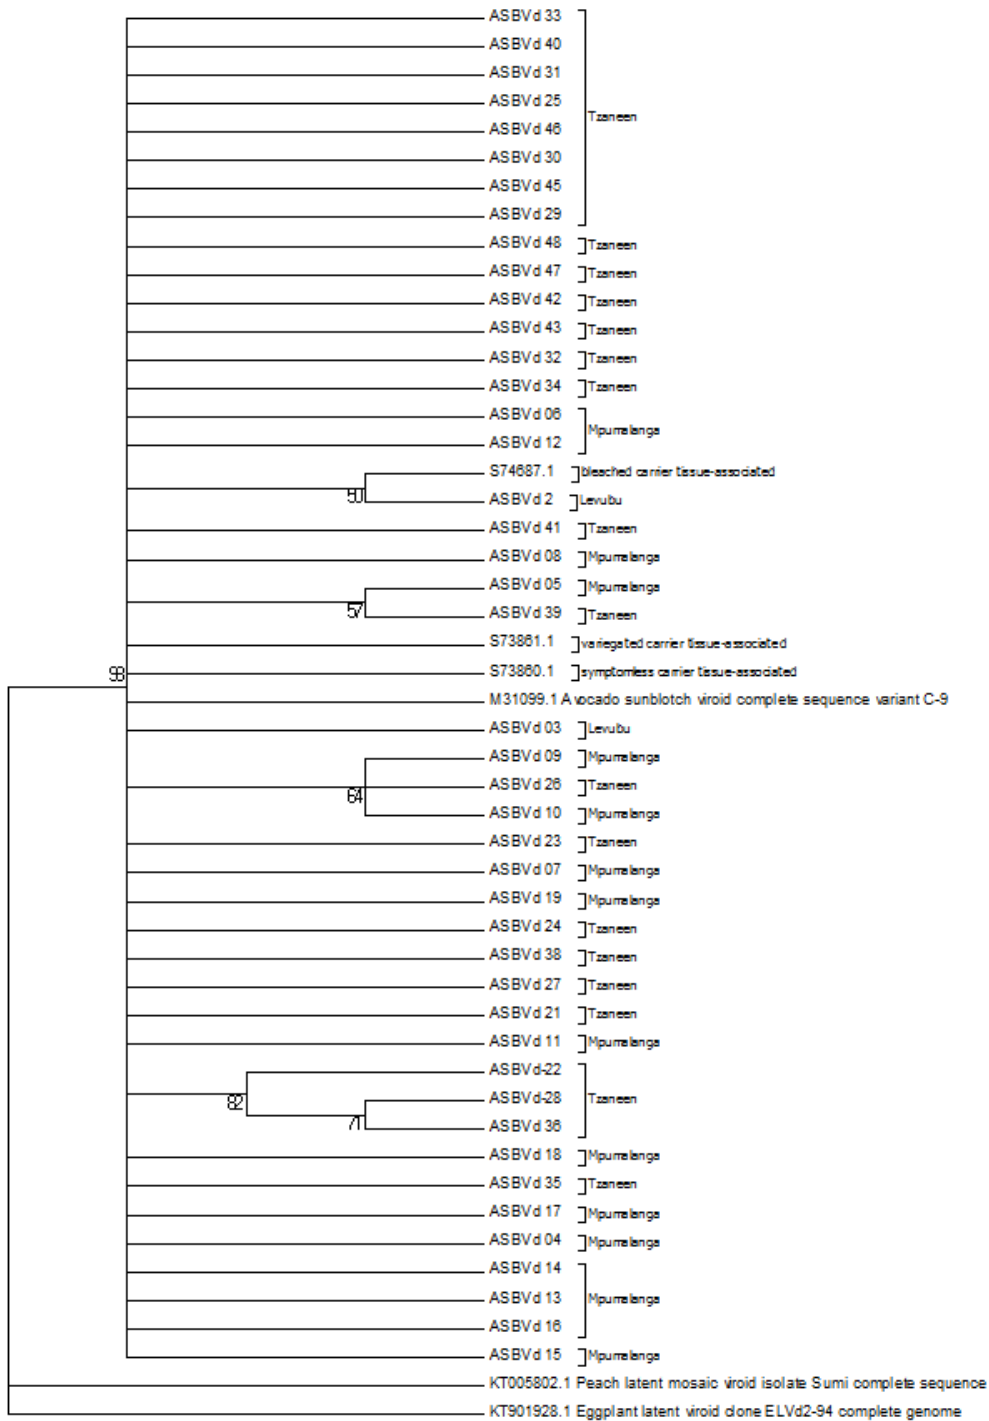 ASBVd 33
ASBVd 40
ASBVd 31
ASBVd 25
Tzaneen
ASBVd 46
ASBVd 30
ASBVd 45
ASBVd 29
ASBVd 48 Tzaneen
ASBVd 47 Tzaneen
ASBVd 42 Tzaneen
ASBVd 43 Tzaneen
ASBVd 32 Tzaneen
ASBVd 34 Tzaneen
ASBVd 06
Mpumalanga
ASBVd 12
S74687.1 bleached carrier tissue-associated
50
ASBVd 2 Levubu
ASBVd 41 Tzaneen
ASBVd 08 Mpumalanga
ASBVd 05 Mpumalanga
57
ASBVd 39 Tzaneen
S73861.1 variegated carrier tissue-associated
98
S73860.1 symptomless carrier tissue-associated
M31099.1 Avocado sunblotch viroid complete sequence variant C-9
ASBVd 03 Levubu
ASBVd 09 Mpumalanga
ASBVd 26 Tzaneen
64
ASBVd 10 Mpumalanga
ASBVd 23 Tzaneen
ASBVd 07 Mpumalanga
ASBVd 19 Mpumalanga
ASBVd 24 Tzaneen
ASBVd 38 Tzaneen
ASBVd 27 Tzaneen
ASBVd 21 Tzaneen
ASBVd 11 Mpumalanga
ASBVd-22
82
ASBVd-28 Tzaneen
71
ASBVd 36
ASBVd 18 Mpumalanga
ASBVd 35 Tzaneen
ASBVd 17 Mpumalanga
ASBVd 04 Mpumalanga
ASBVd 14
ASBVd 13 Mpumalanga
ASBVd 16
ASBVd 15 Mpumalanga
KT005802.1 Peach latent mosaic viroid isolate Sumi complete sequence
KT901928.1 Eggplant latent viroid clone ELVd2-94 complete genome